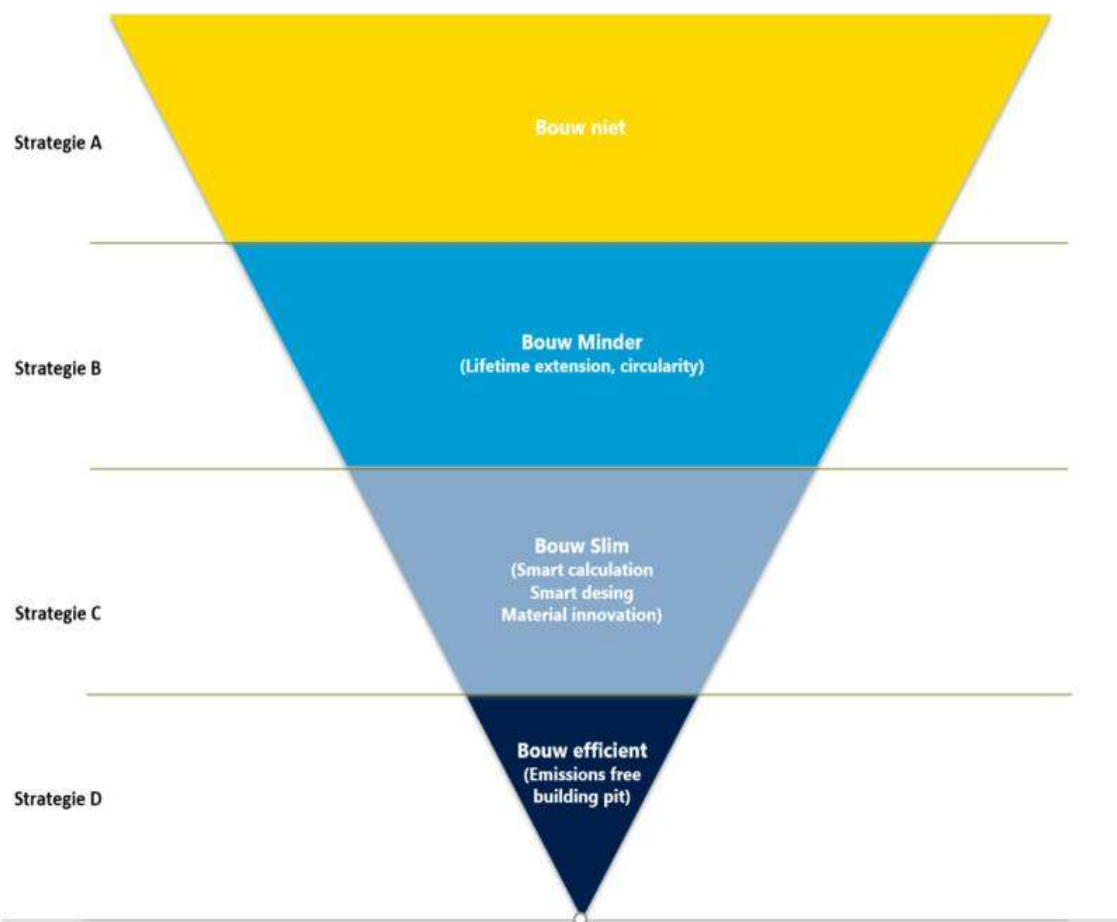 Strategie A
Bouw niet
Strategie B
Bouw Minder
(Lifetime extension, circularity)
Strategie C
Bouw Slim
(Smart calculation
Smart desing
Material innovation)
Strategie D
Bouw efficient
(Emissions free
building pit)